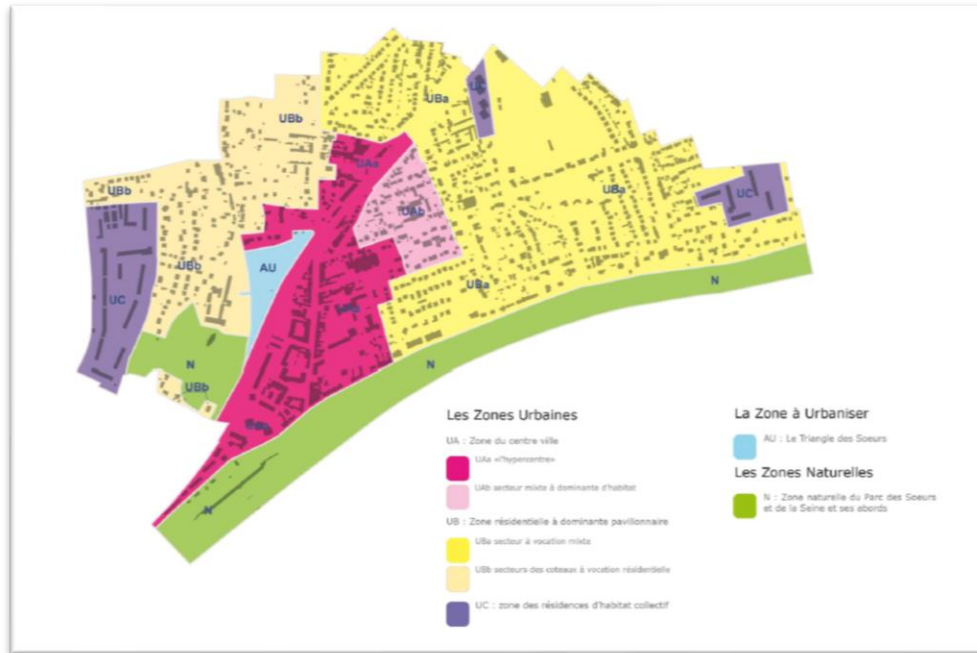 UBa
UC
UBb
UAa
UBb
UAb
UBa
UC
UBb
AU
UC
UBa
N
N
N
UBb
N
Les Zones Urbaines
UA : Zone du centre ville
UAa «l'hypercentre»
UAb secteur mixte à dominante d'habitat
UB : Zone résidentielle à dominante pavillonnaire
UBa secteur à vocation mixte
UBb secteurs des coteaux à vocation résidentielle
UC : zone des résidences d'habitat collectif
La Zone à Urbaniser
AU : Le Triangle des Soeurs
Les Zones Naturelles
N : Zone naturelle du Parc des Soeurs
et de la Seine et ses abords